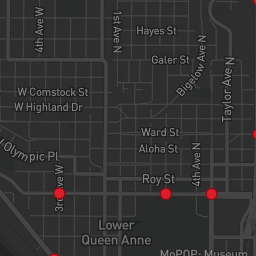 4th Ave W
1st Ave N
Hayes St
Galer St
Bigelow Ave N
Taylor Ave N
W Comstock St
W Highland Dr
Ward St
Aloha St
4th Ave N
Olympic Pl
3rd Ave W
Roy St
Lower
Queen Anne
MoPOP: Museum